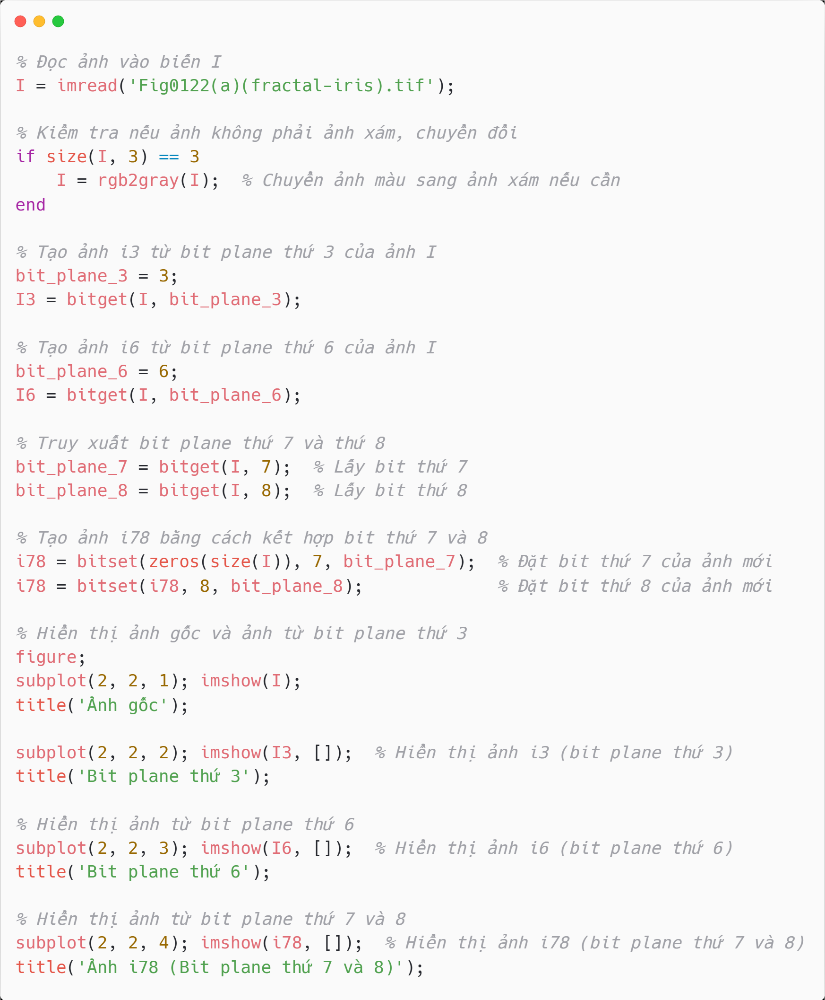 % Đọc ảnh vào biến I
I = imread('Fig0122(a)(fractal-iris).tif');
% Kiểm tra nếu ảnh không phải ảnh xám, chuyển đổi
if size(I, 3) == 3
    I = rgb2gray(I);  % Chuyển ảnh màu sang ảnh xám nếu cần
end
% Tạo ảnh i3 từ bit plane thứ 3 của ảnh I
bit_plane_3 = 3;
I3 = bitget(I, bit_plane_3);
% Tạo ảnh i6 từ bit plane thứ 6 của ảnh I
bit_plane_6 = 6;
I6 = bitget(I, bit_plane_6);
% Truy xuất bit plane thứ 7 và thứ 8
bit_plane_7 = bitget(I, 7);  % Lấy bit thứ 7
bit_plane_8 = bitget(I, 8);  % Lấy bit thứ 8
% Tạo ảnh i78 bằng cách kết hợp bit thứ 7 và 8
i78 = bitset(zeros(size(I)), 7, bit_plane_7);  % Đặt bit thứ 7 của ảnh mới
i78 = bitset(i78, 8, bit_plane_8);             % Đặt bit thứ 8 của ảnh mới
% Hiển thị ảnh gốc và ảnh từ bit plane thứ 3
figure;
subplot(2, 2, 1); imshow(I);
title('Ảnh gốc');
subplot(2, 2, 2); imshow(I3, []);  % Hiển thị ảnh i3 (bit plane thứ 3)
title('Bit plane thứ 3');
% Hiển thị ảnh từ bit plane thứ 6
subplot(2, 2, 3); imshow(I6, []);  % Hiển thị ảnh i6 (bit plane thứ 6)
title('Bit plane thứ 6');
% Hiển thị ảnh từ bit plane thứ 7 và 8
subplot(2, 2, 4); imshow(i78, []);  % Hiển thị ảnh i78 (bit plane thứ 7 và 8)
title('Ảnh i78 (Bit plane thứ 7 và 8)');